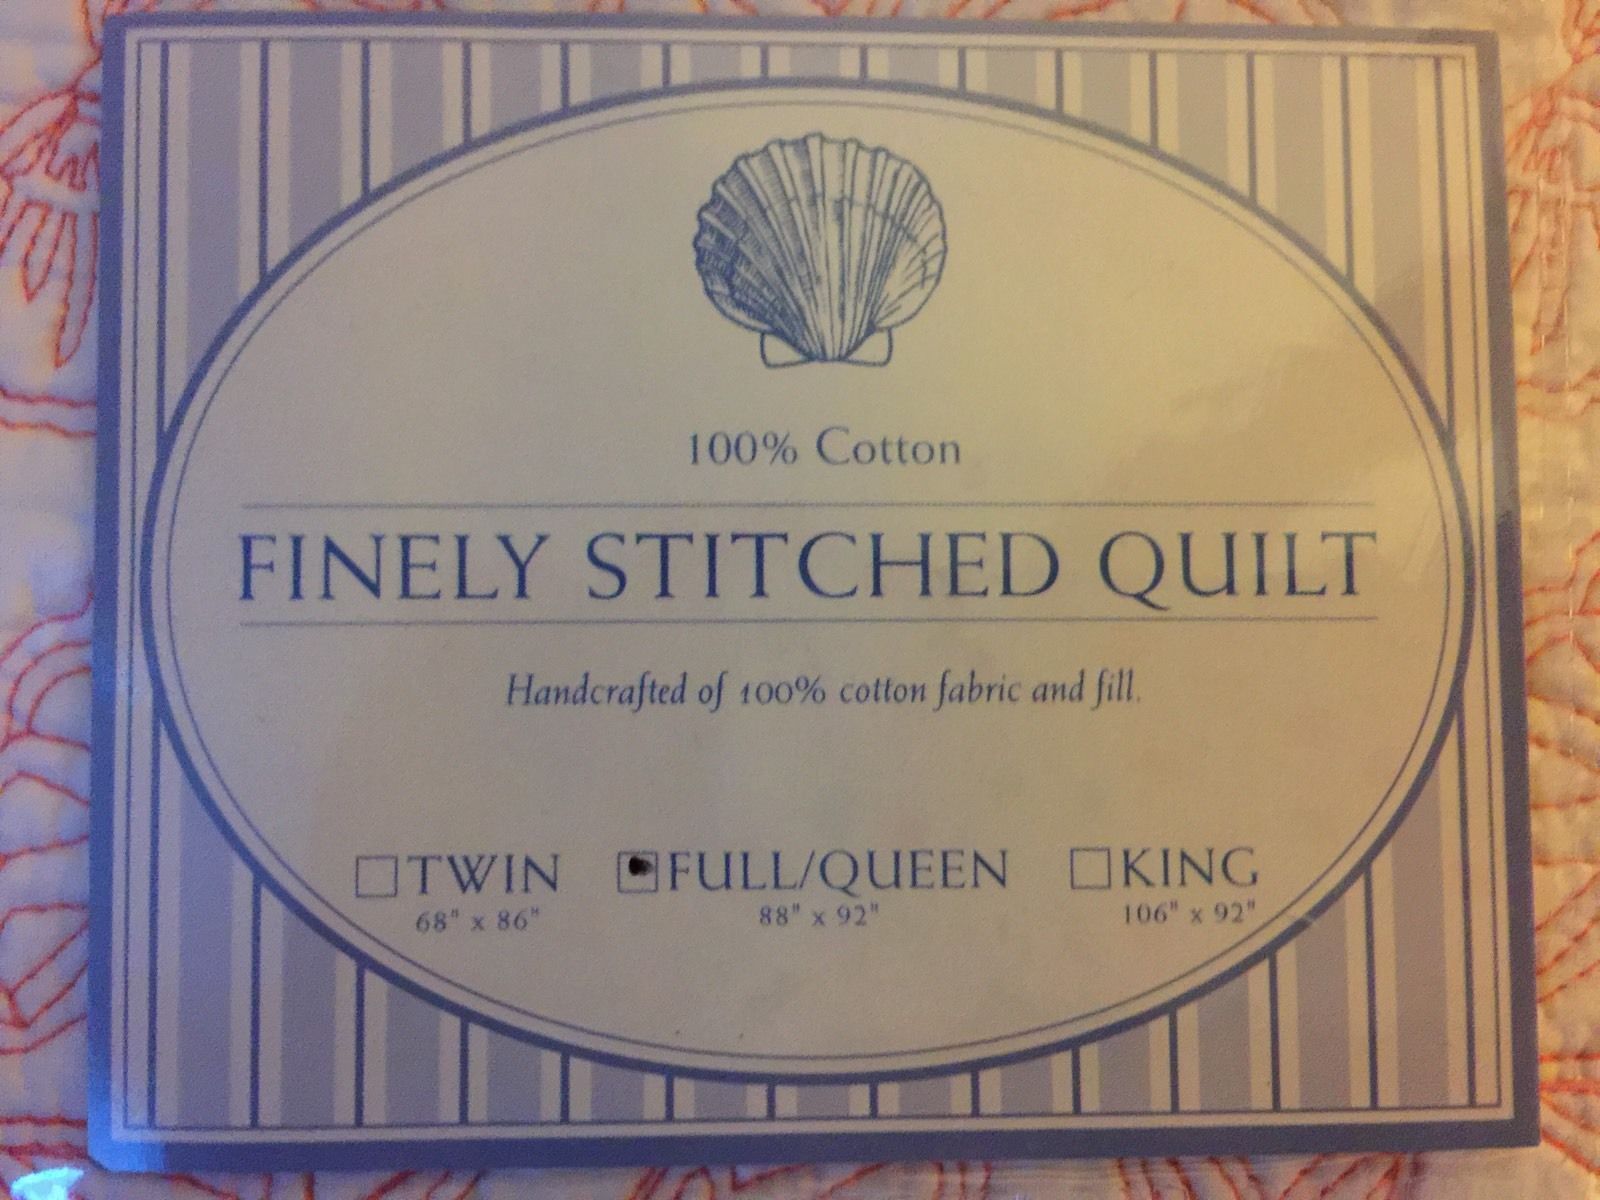 100% Cotton
FINELY STITCHED QUILT
Handcrafted of 100% cotton fabric and fill.
TWIN FULL/QUEEN KING
68" x 86" 88" x 92" 106" x 92"